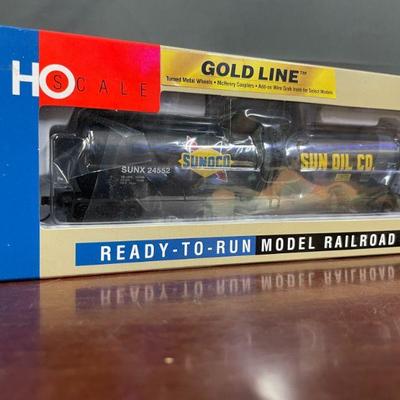 HO
SCALE
GOLD LINE™
Turned Metal Wheels • McHenry Couplers • Add-on Wire Grab Irons for Select Models
SUNX 24552
SUNOCO
SUN OIL CO.
READY-TO-RUN MODEL RAILROAD